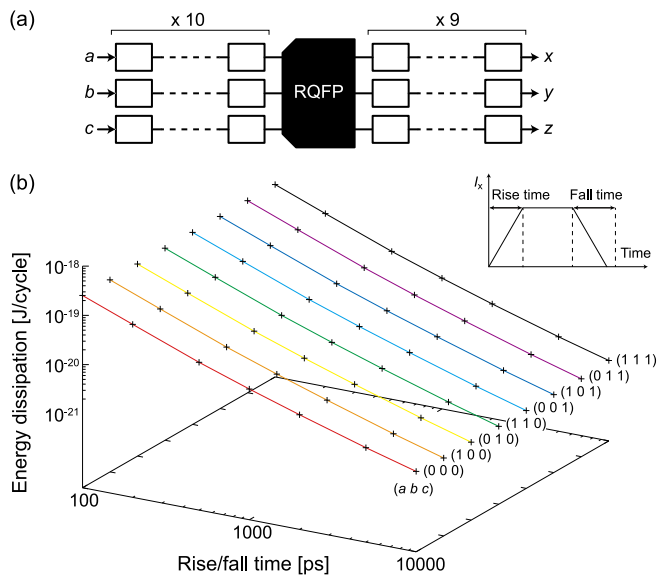 (a)
x 10
x 9
a
x
b
RQFP
y
c
z
(b)
I_x
Rise time
Fall time
Time
Energy dissipation [J/cycle]
10^-18
10^-19
10^-20
10^-21
(1 1 1)
(0 1 1)
(1 0 1)
(0 0 1)
(1 1 0)
(0 1 0)
(1 0 0)
(0 0 0)
(a b c)
100
1000
10000
Rise/fall time [ps]